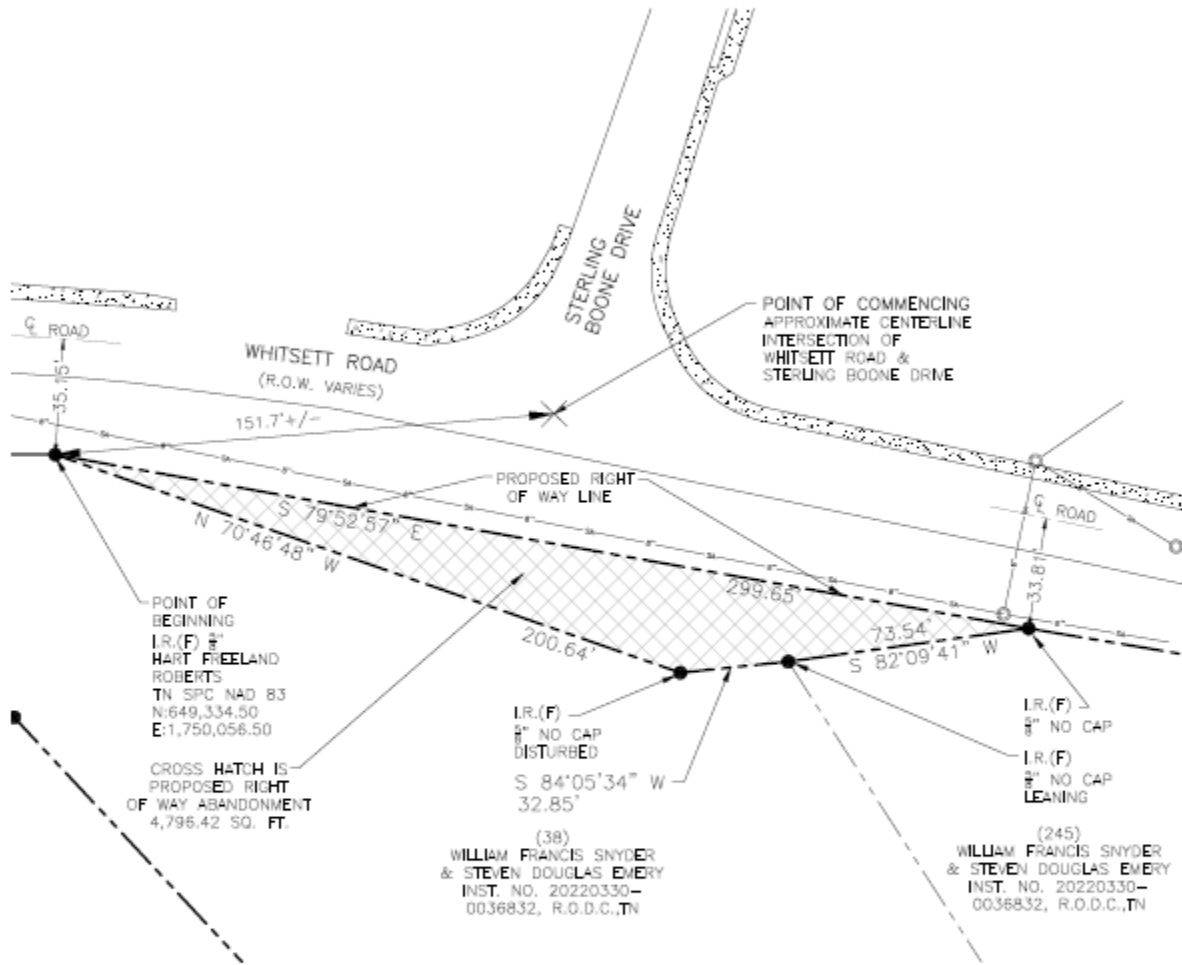 STERLING
BOONE DRIVE
POINT OF COMMENCING
APPROXIMATE CENTERLINE
INTERSECTION OF
WHITSETT ROAD &
STERLING BOONE DRIVE
℄ ROAD
35.15'
WHITSETT ROAD
(R.O.W. VARIES)
151.7'+/-
PROPOSED RIGHT
OF WAY LINE
℄ ROAD
33.81'
S 79°52'57" E
299.65'
N 70°46'48" W
200.64'
73.54'
S 82°09'41" W
POINT OF
BEGINNING
I.R.(F) ⅝"
HART FREELAND
ROBERTS
TN SPC NAD 83
N:649,334.50
E:1,750,056.50
CROSS HATCH IS
PROPOSED RIGHT
OF WAY ABANDONMENT
4,796.42 SQ. FT.
I.R.(F)
⅝" NO CAP
DISTURBED
S 84°05'34" W
32.85'
(38)
WILLIAM FRANCIS SNYDER
& STEVEN DOUGLAS EMERY
INST. NO. 20220330-
0036832, R.O.D.C.,TN
I.R.(F)
⅝" NO CAP
I.R.(F)
NO CAP
LEANING
(245)
WILLIAM FRANCIS SNYDER
& STEVEN DOUGLAS EMERY
INST. NO. 20220330-
0036832, R.O.D.C.,TN